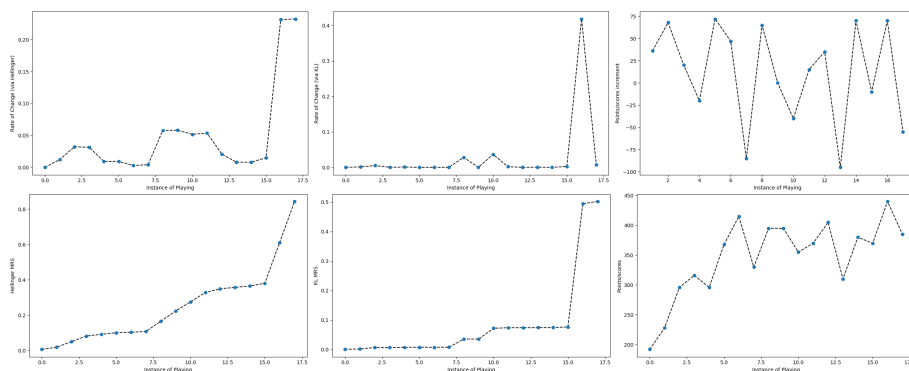 Rate of Change (via Hellinger)
0.20
0.15
0.10
0.05
0.00
0.0 2.5 5.0 7.5 10.0 12.5 15.0 17.5
Instance of Playing
Rate of Change (via KL)
0.4
0.3
0.2
0.1
0.0
0.0 2.5 5.0 7.5 10.0 12.5 15.0 17.5
Instance of Playing
Points/scores increment
75
50
25
0
−25
−50
−75
−100
2 4 6 8 10 12 14 16
Instance of Playing
Hellinger MRS
0.8
0.6
0.4
0.2
0.0
0.0 2.5 5.0 7.5 10.0 12.5 15.0 17.5
Instance of Playing
KL MRS
0.5
0.4
0.3
0.2
0.1
0.0
0.0 2.5 5.0 7.5 10.0 12.5 15.0 17.5
Instance of Playing
Points/scores
450
400
350
300
250
200
0.0 2.5 5.0 7.5 10.0 12.5 15.0 17.5
Instance of Playing